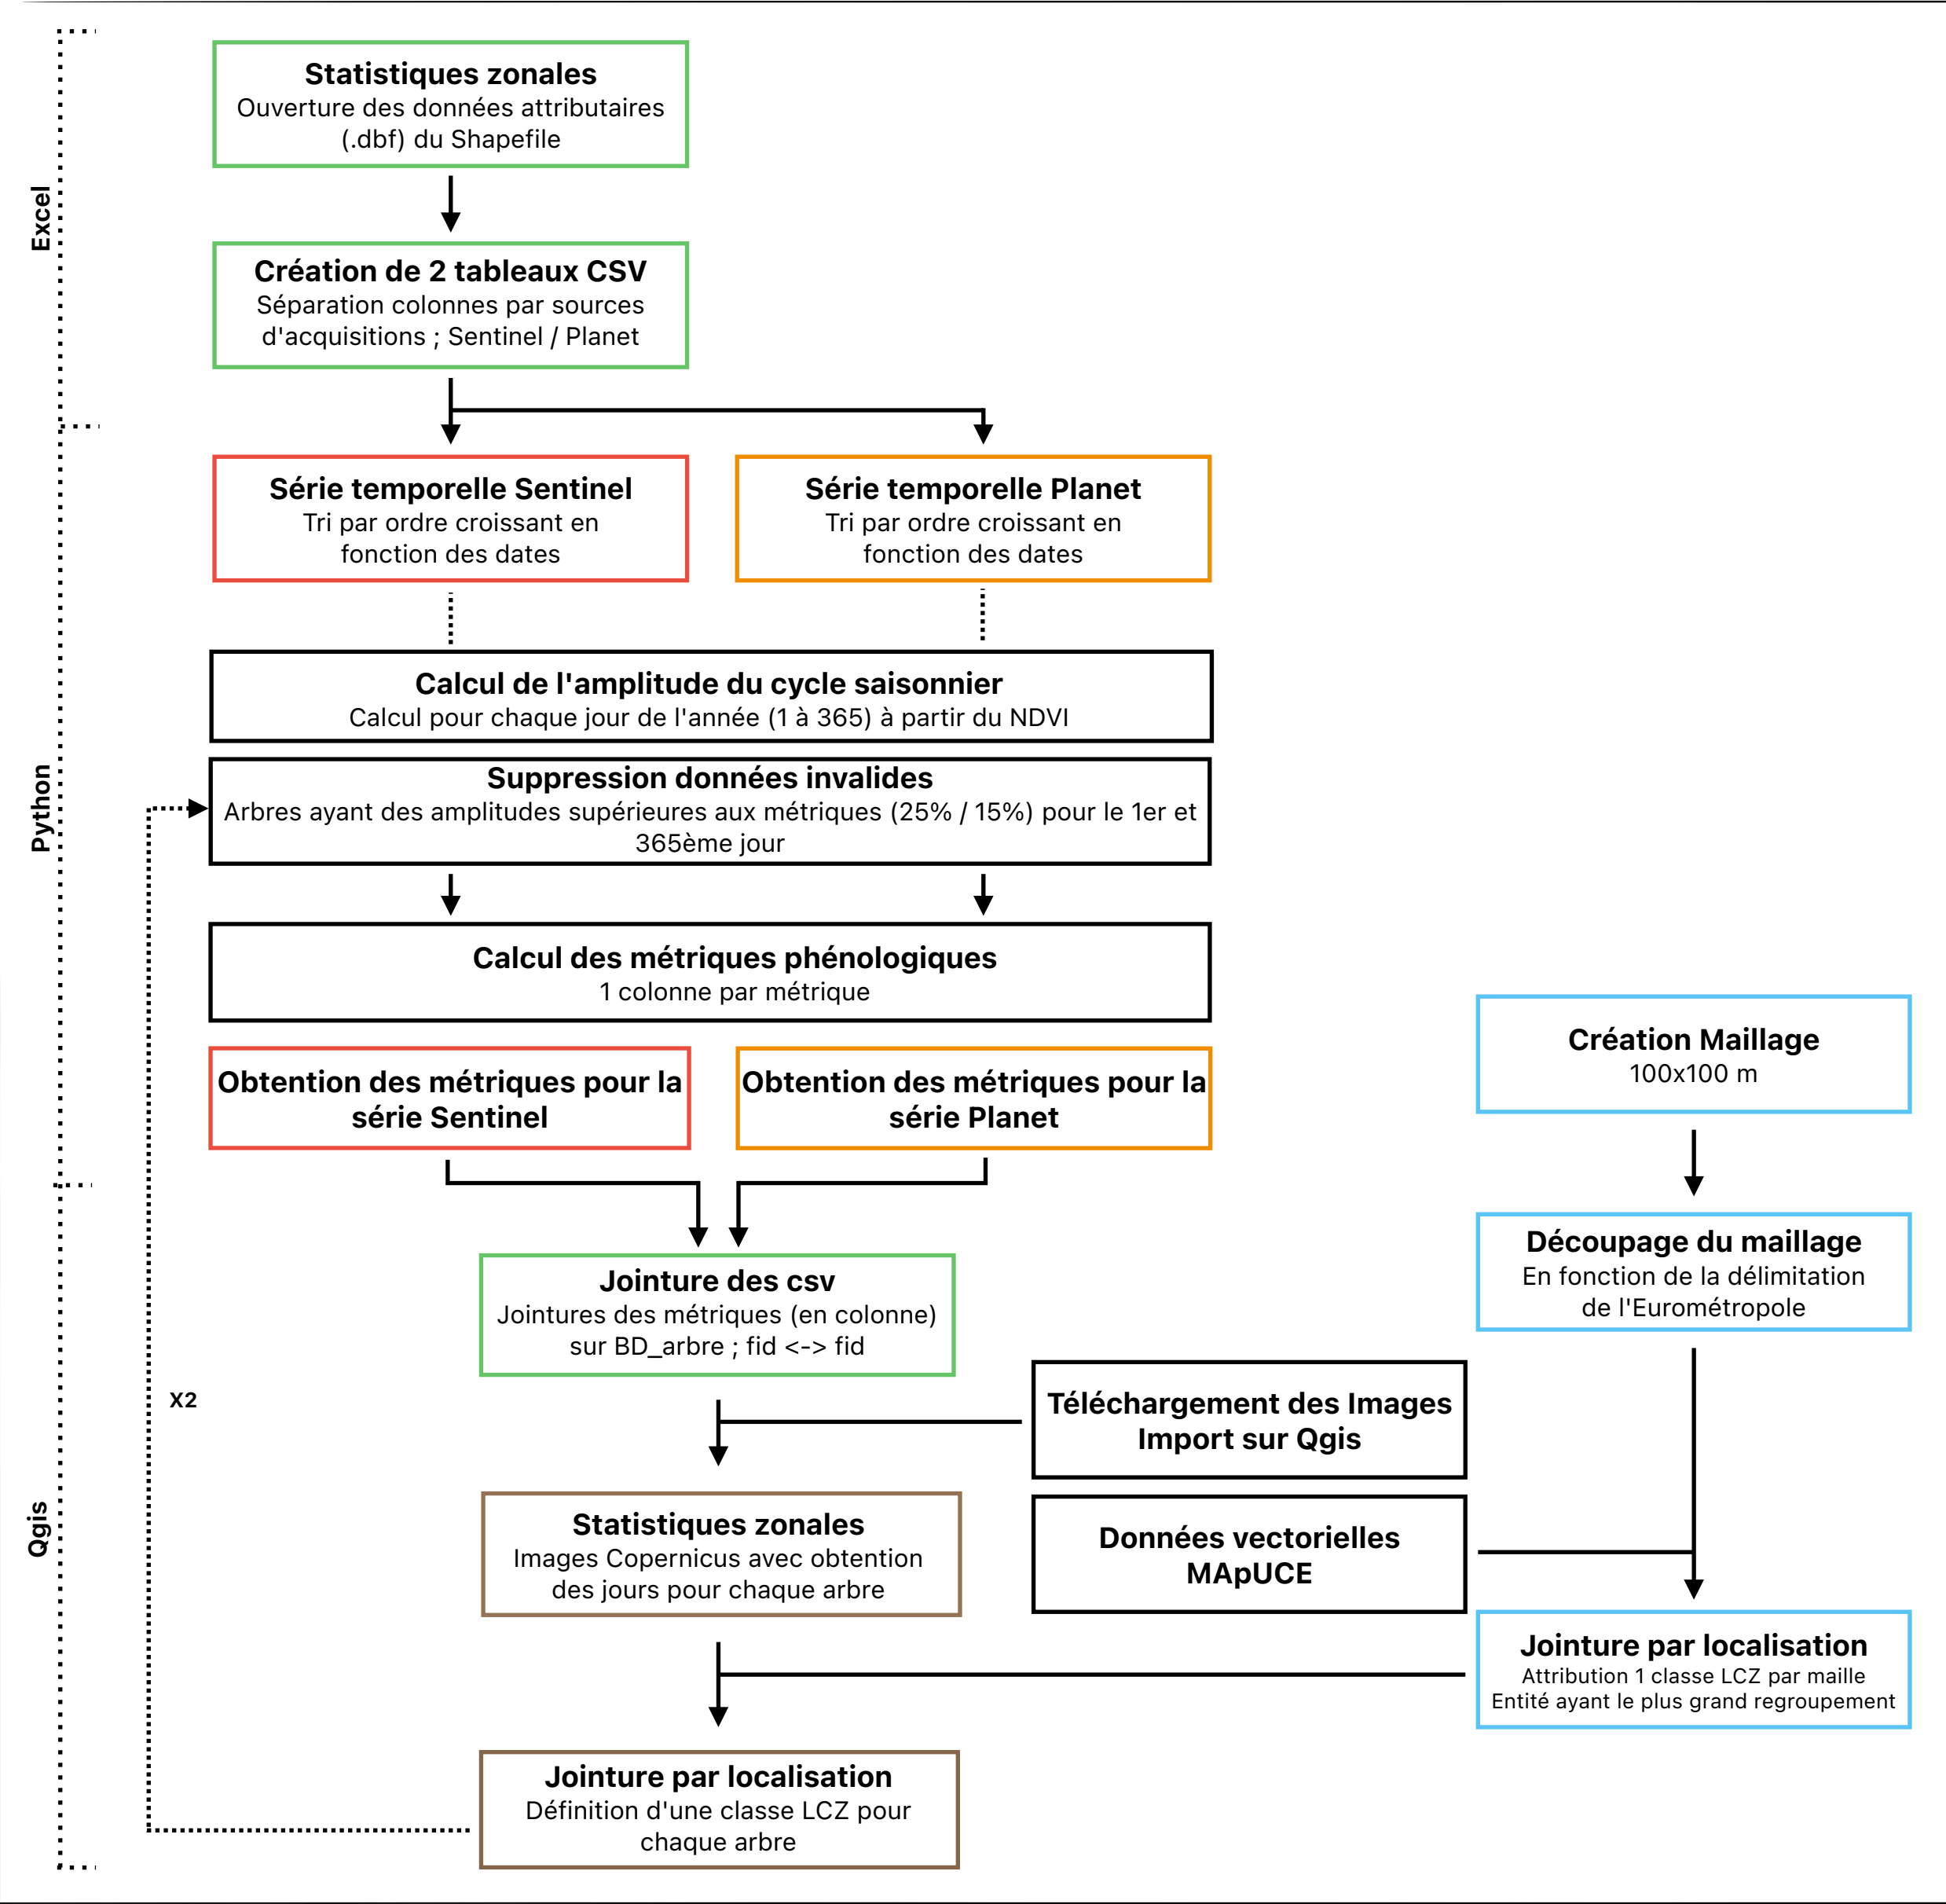 Excel
Statistiques zonales
Ouverture des données attributaires
(.dbf) du Shapefile
Création de 2 tableaux CSV
Séparation colonnes par sources
d'acquisitions ; Sentinel / Planet
Python
Série temporelle Sentinel
Tri par ordre croissant en
fonction des dates
Série temporelle Planet
Tri par ordre croissant en
fonction des dates
Calcul de l'amplitude du cycle saisonnier
Calcul pour chaque jour de l'année (1 à 365) à partir du NDVI
Suppression données invalides
Arbres ayant des amplitudes supérieures aux métriques (25% / 15%) pour le 1er et
365ème jour
Calcul des métriques phénologiques
1 colonne par métrique
Obtention des métriques pour la
série Sentinel
Obtention des métriques pour la
série Planet
Création Maillage
100x100 m
Découpage du maillage
En fonction de la délimitation
de l'Eurométropole
Qgis
X2
Jointure des csv
Jointures des métriques (en colonne)
sur BD_arbre ; fid <-> fid
Téléchargement des Images
Import sur Qgis
Statistiques zonales
Images Copernicus avec obtention
des jours pour chaque arbre
Données vectorielles
MApUCE
Jointure par localisation
Attribution 1 classe LCZ par maille
Entité ayant le plus grand regroupement
Jointure par localisation
Définition d'une classe LCZ pour
chaque arbre